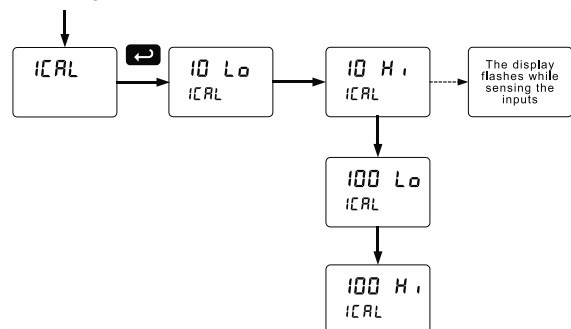 ICAL
10 Lo
ICAL
10 Hi
ICAL
The display
flashes while
sensing the
inputs
100 Lo
ICAL
100 Hi
ICAL